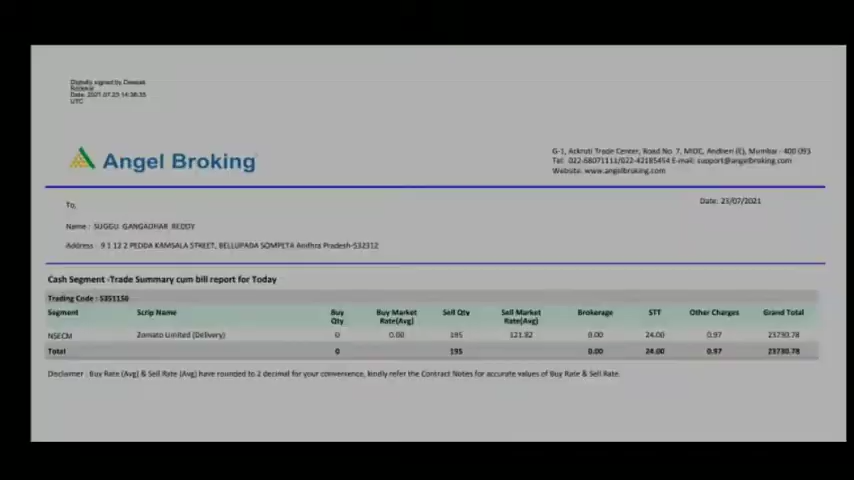 Digitally signed by Deepak
Date: 2021.07.23 14:36:35
UTC
Angel Broking
G-1, Ackruti Trade Center, Road No. 7, MIDC, Andheri (E), Mumbai - 400 093
Tel: 022-68071111/022-42185454 E-mail: support@angelbroking.com
Website: www.angelbroking.com
Date: 23/07/2021
To,
Name : SUGGU GANGADHAR REDDY
Address : 9 1 12 2 PEDDA KAMSALA STREET, BELLUPADA SOMPETA Andhra Pradesh-532312
Cash Segment -Trade Summary cum bill report for Today
Trading Code : S351150
Segment Scrip Name Buy Qty Buy Market Rate(Avg) Sell Qty Sell Market Rate(Avg) Brokerage STT Other Charges Grand Total
NSECM Zomato Limited (Delivery) 0 0.00 195 121.82 0.00 24.00 0.97 23730.78
Total 0 195 0.00 24.00 0.97 23730.78
Disclaimer : Buy Rate (Avg) & Sell Rate (Avg) have rounded to 2 decimal for your convenience, kindly refer the Contract Notes for accurate values of Buy Rate & Sell Rate.